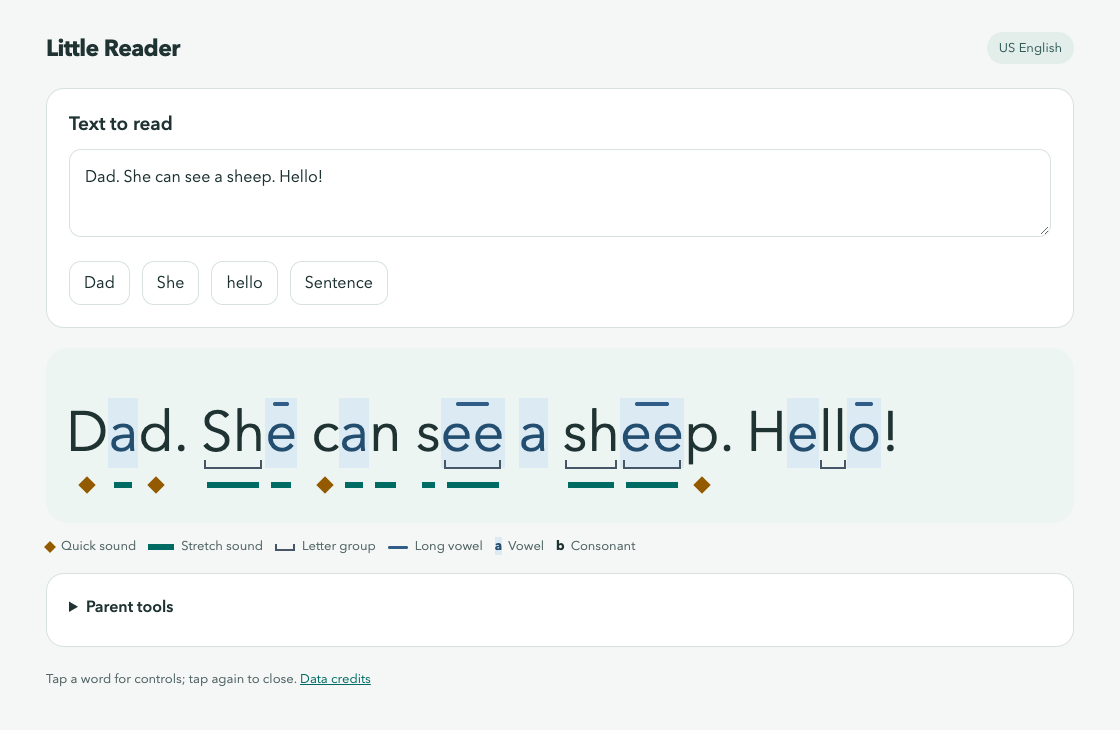 Little Reader
US English
Text to read
Dad. She can see a sheep. Hello!
Dad
She
hello
Sentence
Dad. She can see a sheep. Hello!
Quick sound
Stretch sound
Letter group
Long vowel
a Vowel
b Consonant
Parent tools
Tap a word for controls; tap again to close. Data credits